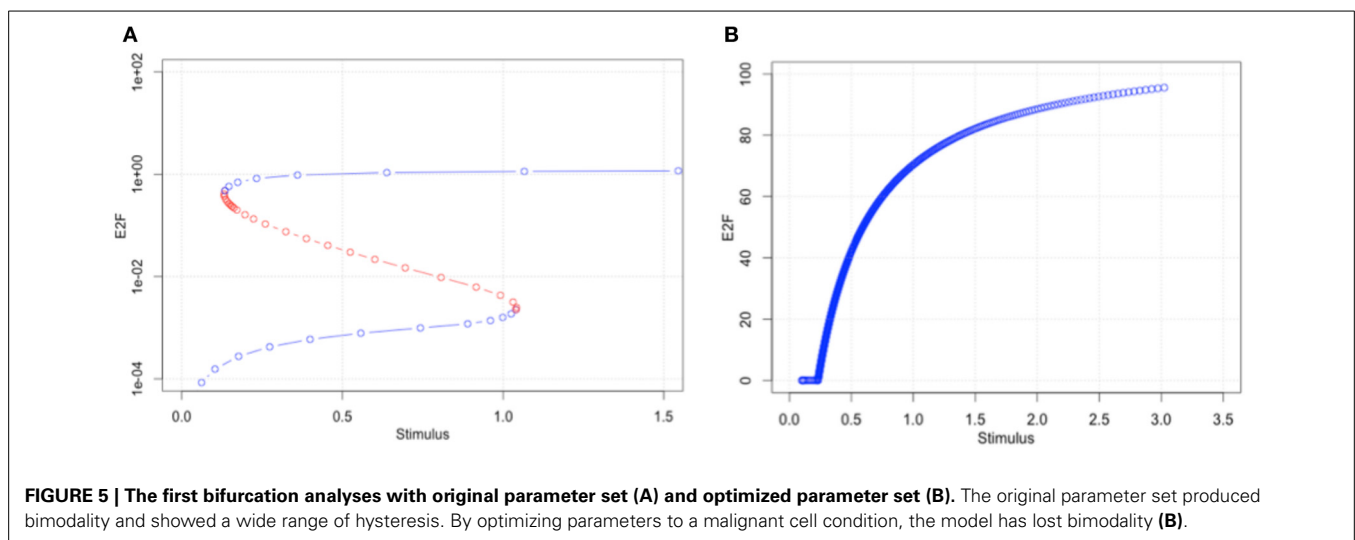 A
1e+02
1e+00
1e-02
1e-04
E2F
0.0 0.5 1.0 1.5
Stimulus
B
100
80
60
40
20
0
E2F
0.0 0.5 1.0 1.5 2.0 2.5 3.0 3.5
Stimulus
FIGURE 5 | The first bifurcation analyses with original parameter set (A) and optimized parameter set (B). The original parameter set produced
bimodality and showed a wide range of hysteresis. By optimizing parameters to a malignant cell condition, the model has lost bimodality (B).